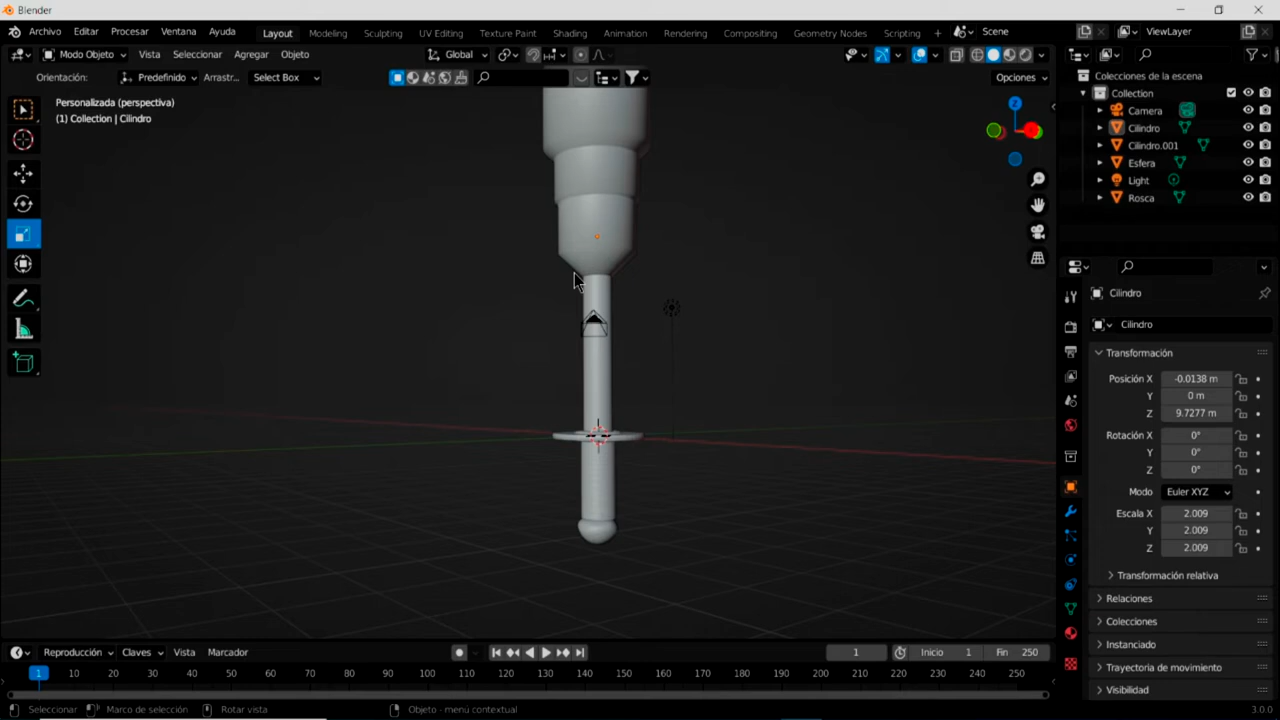 Blender
Archivo Editar Procesar Ventana Ayuda Layout Modeling Sculpting UV Editing Texture Paint Shading Animation Rendering Compositing Geometry Nodes Scripting + Scene ViewLayer
Modo Objeto Vista Seleccionar Agregar Objeto Global
Orientación: Predefinido Arrastr... Select Box Opciones
Personalizada (perspectiva)
(1) Collection | Cilindro
Z
Colecciones de la escena
Collection
Camera
Cilindro
Cilindro.001
Esfera
Light
Rosca
Cilindro
Cilindro
Transformación
Posición X -0.0138 m
Y 0 m
Z 9.7277 m
Rotación X 0°
Y 0°
Z 0°
Modo Euler XYZ
Escala X 2.009
Y 2.009
Z 2.009
Transformación relativa
Relaciones
Colecciones
Instanciado
Trayectoria de movimiento
Visibilidad
Reproducción Claves Vista Marcador 1 Inicio 1 Fin 250
1 10 20 30 40 50 60 70 80 90 100 110 120 130 140 150 160 170 180 190 200 210 220 230 240 250
Seleccionar Marco de selección Rotar vista Objeto - menú contextual 3.0.0